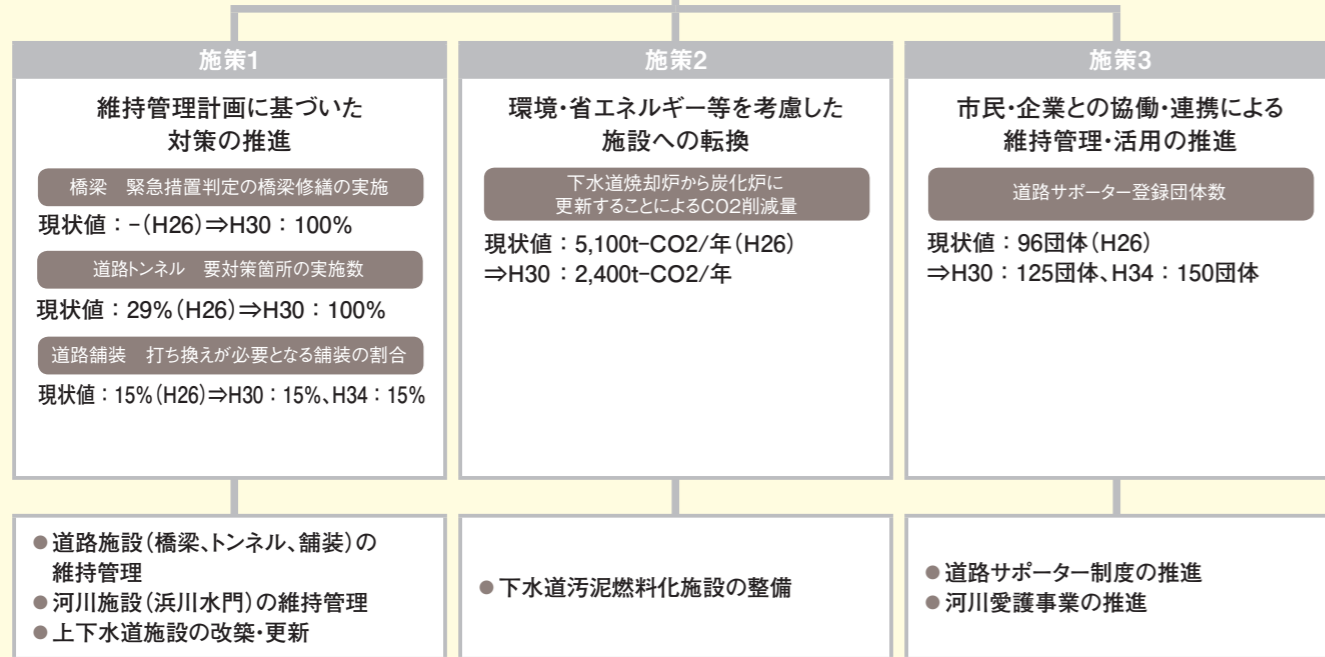 施策1
維持管理計画に基づいた
対策の推進
橋梁　緊急措置判定の橋梁修繕の実施
現状値：-(H26)⇒H30：100%
道路トンネル　要対策箇所の実施数
現状値：29%(H26)⇒H30：100%
道路舗装　打ち換えが必要となる舗装の割合
現状値：15%(H26)⇒H30：15%、H34：15%
●道路施設(橋梁、トンネル、舗装)の
維持管理
●河川施設(浜川水門)の維持管理
●上下水道施設の改築・更新
施策2
環境・省エネルギー等を考慮した
施設への転換
下水道焼却炉から炭化炉に
更新することによるCO2削減量
現状値：5,100t-CO2/年(H26)
⇒H30：2,400t-CO2/年
●下水道汚泥燃料化施設の整備
施策3
市民・企業との協働・連携による
維持管理・活用の推進
道路サポーター登録団体数
現状値：96団体(H26)
⇒H30：125団体、H34：150団体
●道路サポーター制度の推進
●河川愛護事業の推進